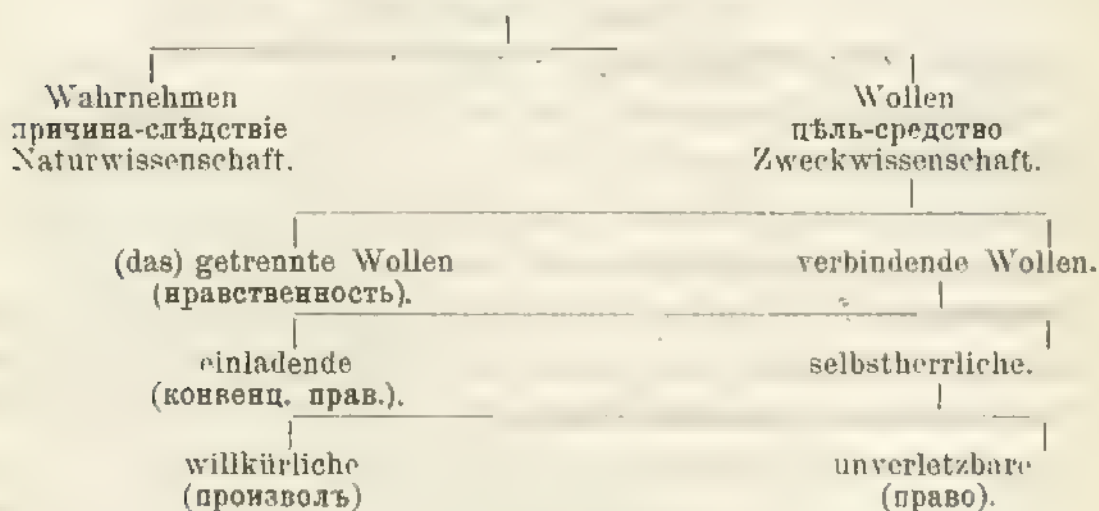 Wahrnehmen
причина-слѣдствіе
Naturwissenschaft.
Wollen
цѣль-средство
Zweckwissenschaft.
(das) getrennte Wollen
(нравственность).
verbindende Wollen.
einladende
(конвенц. прав.).
selbstherrliche.
willkürliche
(произволъ)
unverletzbare
(право).